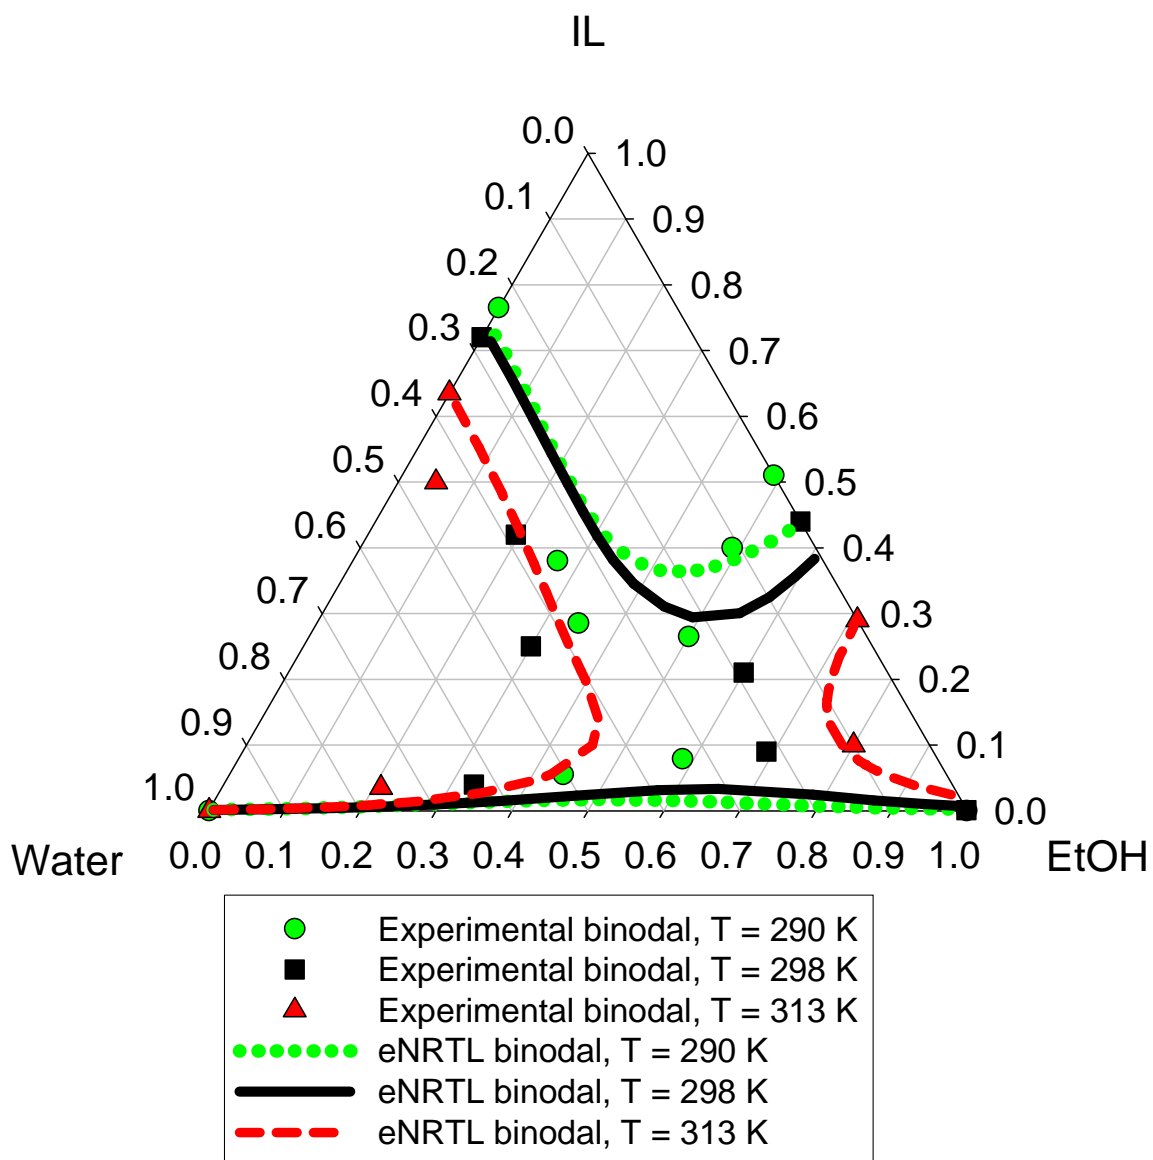 IL
0.0
1.0
0.1
0.9
0.2
0.8
0.3
0.7
0.4
0.6
0.5
0.5
0.6
0.4
0.7
0.3
0.8
0.2
0.9
0.1
1.0
0.0
Water
0.0 0.1 0.2 0.3 0.4 0.5 0.6 0.7 0.8 0.9 1.0
EtOH
Experimental binodal, T = 290 K
Experimental binodal, T = 298 K
Experimental binodal, T = 313 K
eNRTL binodal, T = 290 K
eNRTL binodal, T = 298 K
eNRTL binodal, T = 313 K